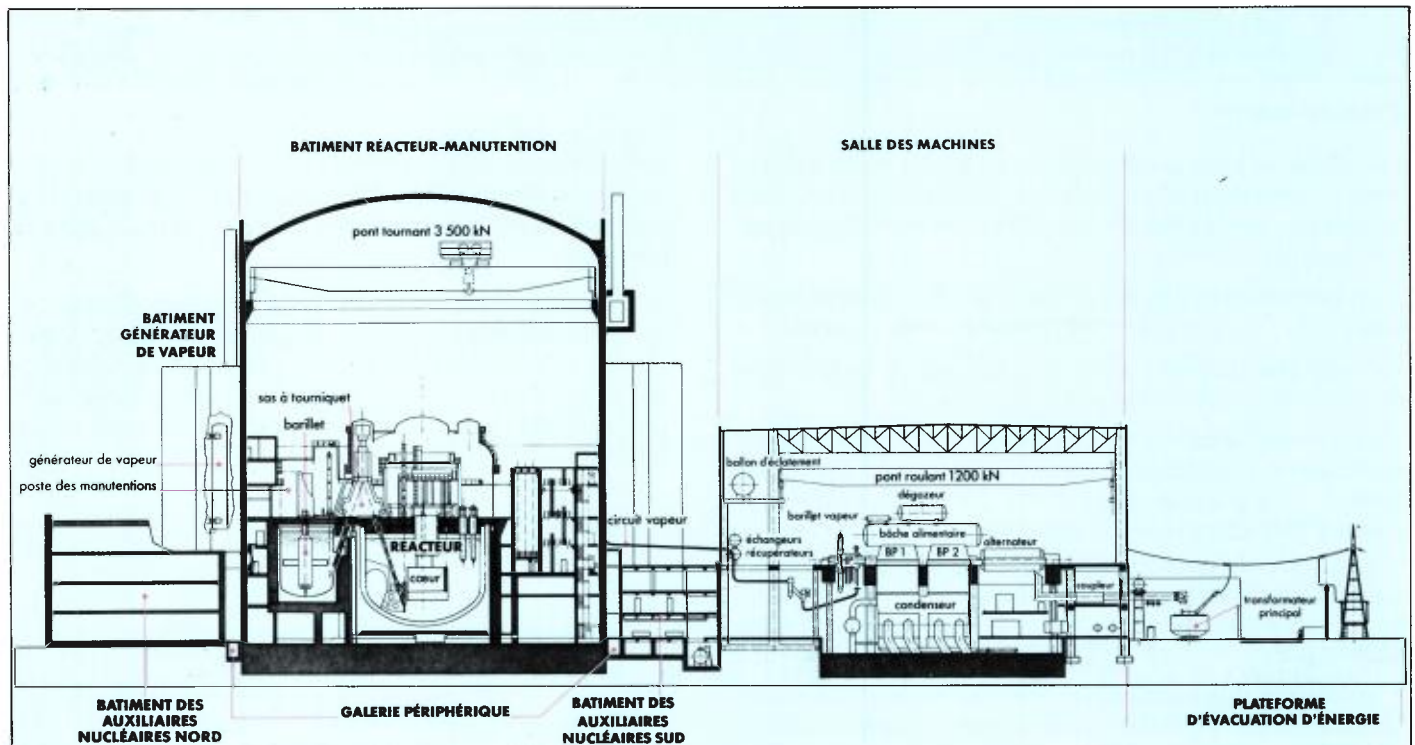 BATIMENT RÉACTEUR-MANUTENTION
SALLE DES MACHINES
pont tournant 3 500 kN
BATIMENT
GÉNÉRATEUR
DE VAPEUR
sas à tourniquet
barillet
générateur de vapeur
poste des manutentions
RÉACTEUR
cœur
circuit vapeur
ballon d'éclatement
pont roulant 1200 kN
dégazeur
barillet vapeur
bâche alimentaire
échangeurs
récupérateurs
BP 1
BP 2
alternateur
condenseur
coupleur
transformateur
principal
BATIMENT DES
AUXILIAIRES
NUCLÉAIRES NORD
GALERIE PÉRIPHÉRIQUE
BATIMENT DES
AUXILIAIRES
NUCLÉAIRES SUD
PLATEFORME
D'ÉVACUATION D'ÉNERGIE